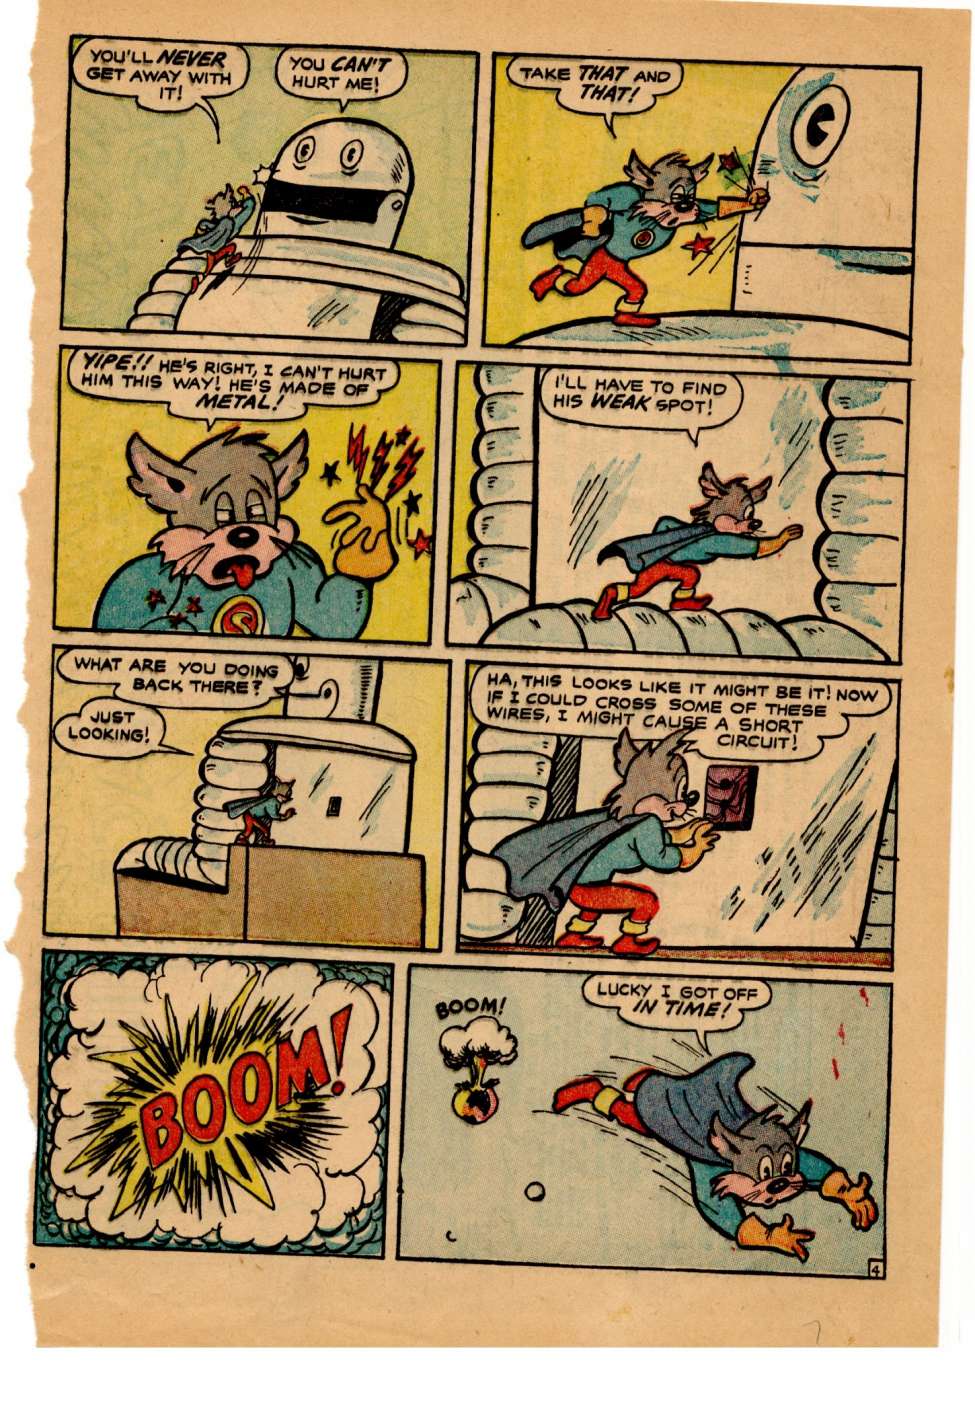 YOU'LL NEVER
GET AWAY WITH
IT!
YOU CAN'T
HURT ME!
TAKE THAT AND
THAT!
YIPE!! HE'S RIGHT, I CAN'T HURT
HIM THIS WAY! HE'S MADE OF
METAL!
S
I'LL HAVE TO FIND
HIS WEAK SPOT!
WHAT ARE YOU DOING
BACK THERE?
JUST
LOOKING!
HA, THIS LOOKS LIKE IT MIGHT BE IT! NOW
IF I COULD CROSS SOME OF THESE
WIRES, I MIGHT CAUSE A SHORT
CIRCUIT!
BOOM!
BOOM!
LUCKY I GOT OFF
IN TIME!
4
7